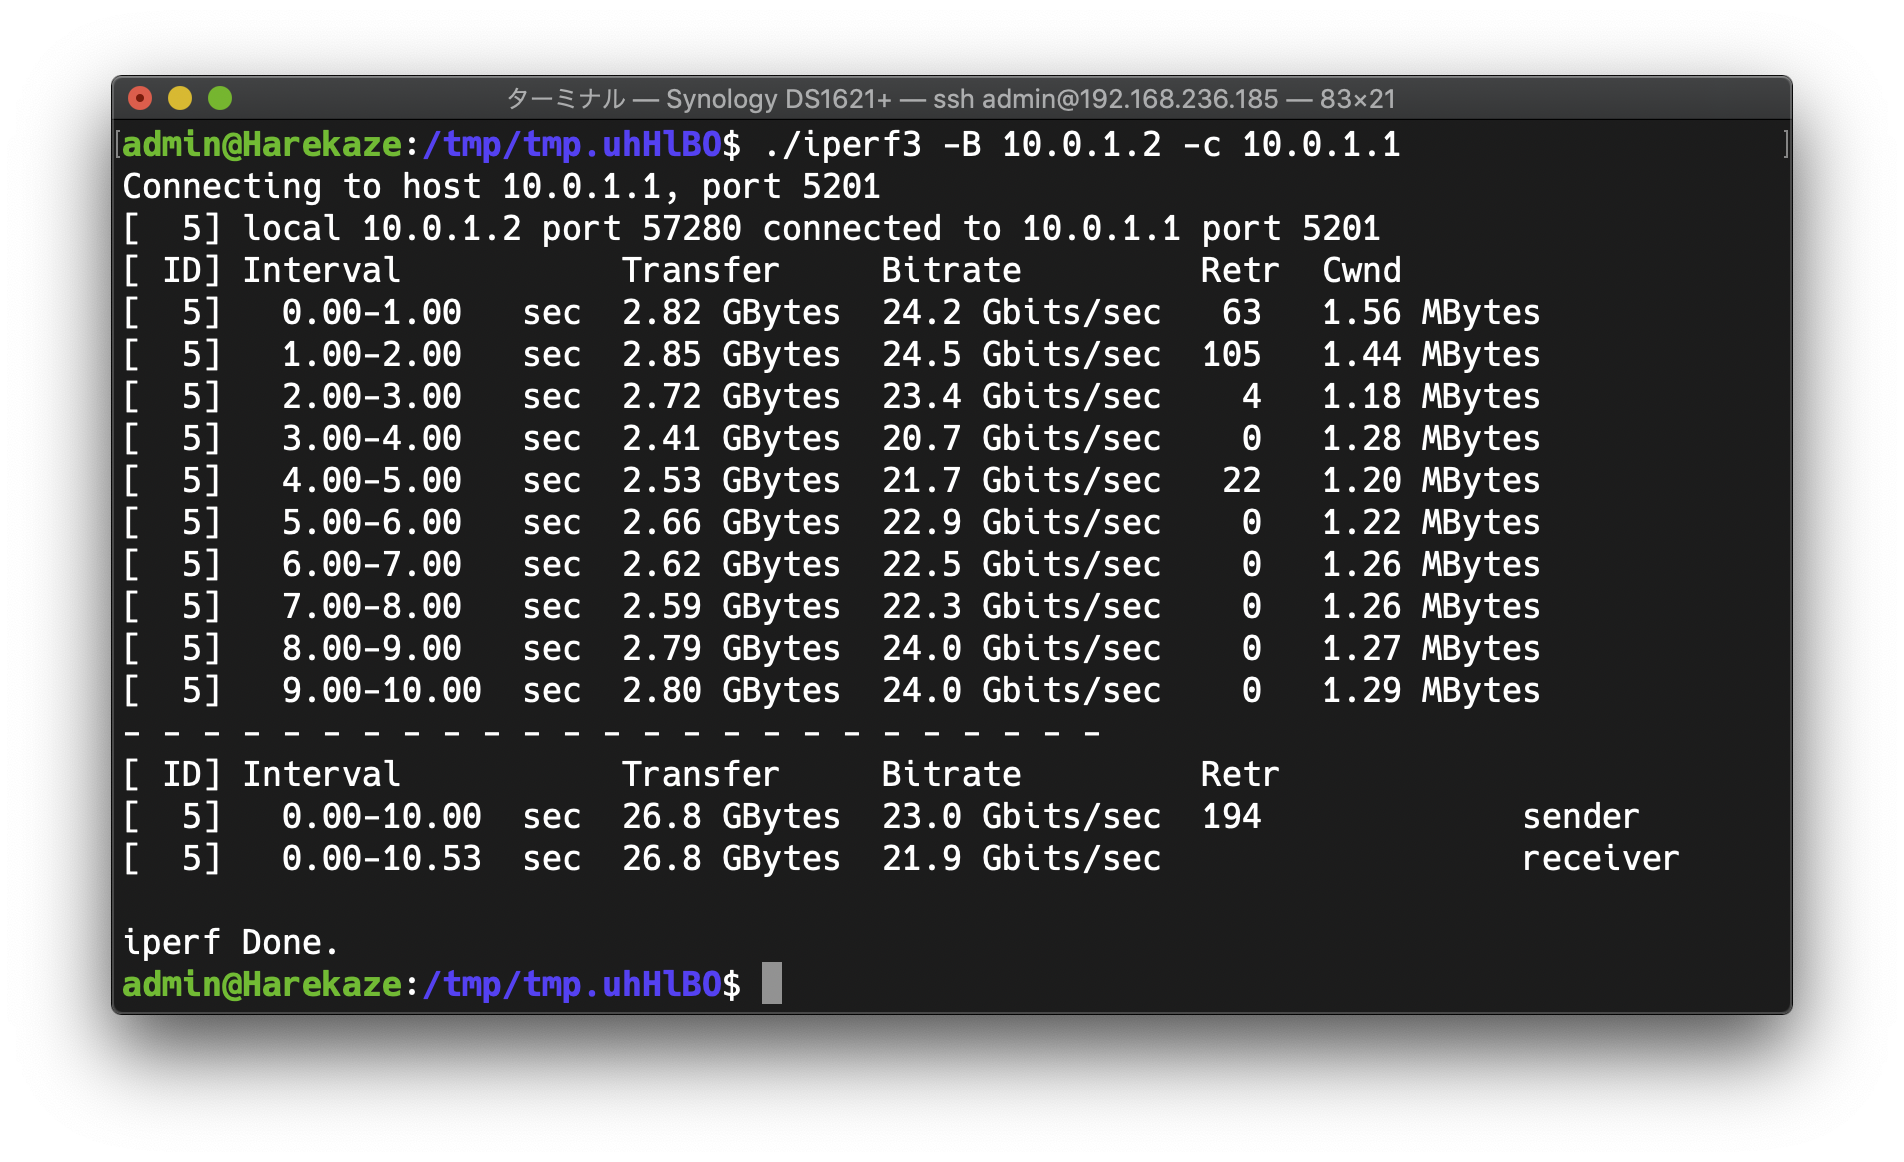 ターミナル — Synology DS1621+ — ssh admin@192.168.236.185 — 83×21
[admin@Harekaze:/tmp/tmp.uhHlBO$ ./iperf3 -B 10.0.1.2 -c 10.0.1.1 ]
Connecting to host 10.0.1.1, port 5201
[  5] local 10.0.1.2 port 57280 connected to 10.0.1.1 port 5201
[ ID] Interval           Transfer     Bitrate         Retr  Cwnd
[  5]   0.00-1.00   sec  2.82 GBytes  24.2 Gbits/sec   63   1.56 MBytes
[  5]   1.00-2.00   sec  2.85 GBytes  24.5 Gbits/sec  105   1.44 MBytes
[  5]   2.00-3.00   sec  2.72 GBytes  23.4 Gbits/sec    4   1.18 MBytes
[  5]   3.00-4.00   sec  2.41 GBytes  20.7 Gbits/sec    0   1.28 MBytes
[  5]   4.00-5.00   sec  2.53 GBytes  21.7 Gbits/sec   22   1.20 MBytes
[  5]   5.00-6.00   sec  2.66 GBytes  22.9 Gbits/sec    0   1.22 MBytes
[  5]   6.00-7.00   sec  2.62 GBytes  22.5 Gbits/sec    0   1.26 MBytes
[  5]   7.00-8.00   sec  2.59 GBytes  22.3 Gbits/sec    0   1.26 MBytes
[  5]   8.00-9.00   sec  2.79 GBytes  24.0 Gbits/sec    0   1.27 MBytes
[  5]   9.00-10.00  sec  2.80 GBytes  24.0 Gbits/sec    0   1.29 MBytes
- - - - - - - - - - - - - - - - - - - - - - - - -
[ ID] Interval           Transfer     Bitrate         Retr
[  5]   0.00-10.00  sec  26.8 GBytes  23.0 Gbits/sec  194             sender
[  5]   0.00-10.53  sec  26.8 GBytes  21.9 Gbits/sec                  receiver
iperf Done.
admin@Harekaze:/tmp/tmp.uhHlBO$